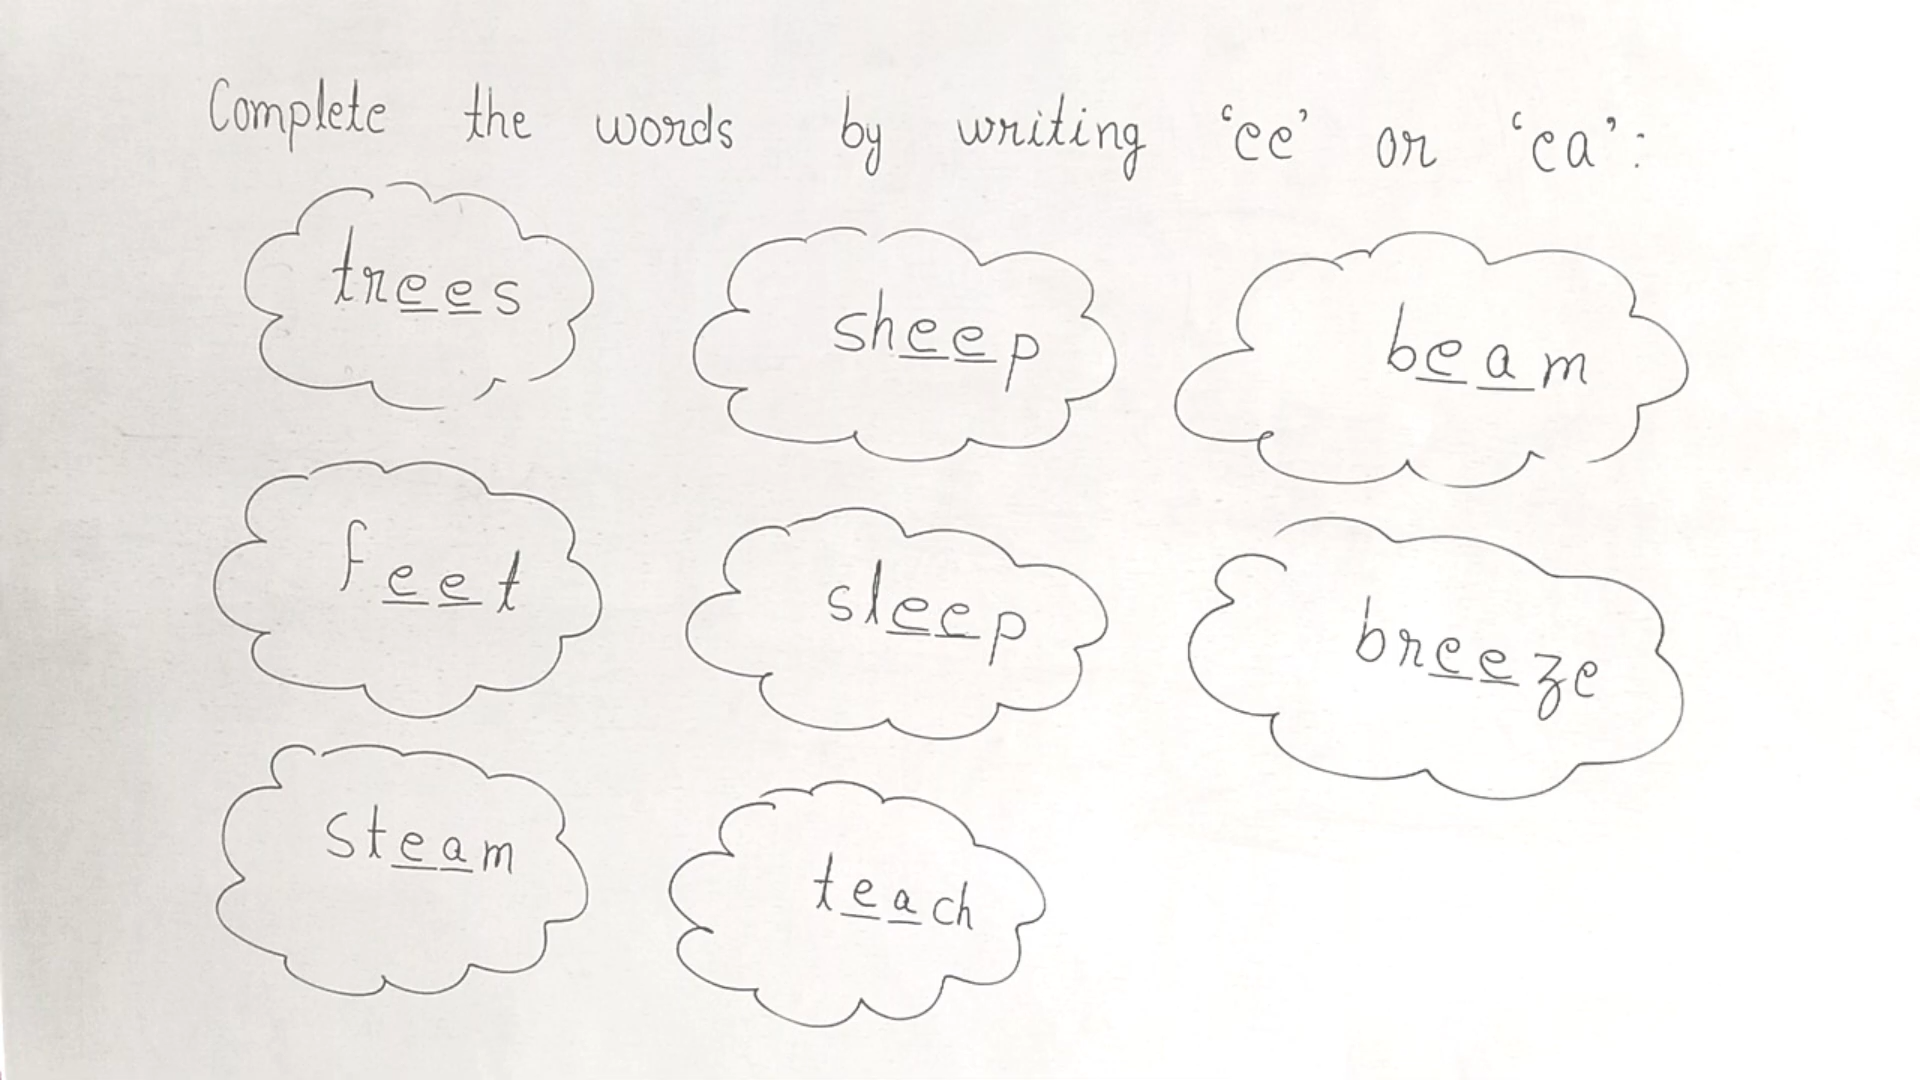 Complete the words by writing 'ee' or 'ea':
trees sheep beam
feet sleep breeze
steam teach